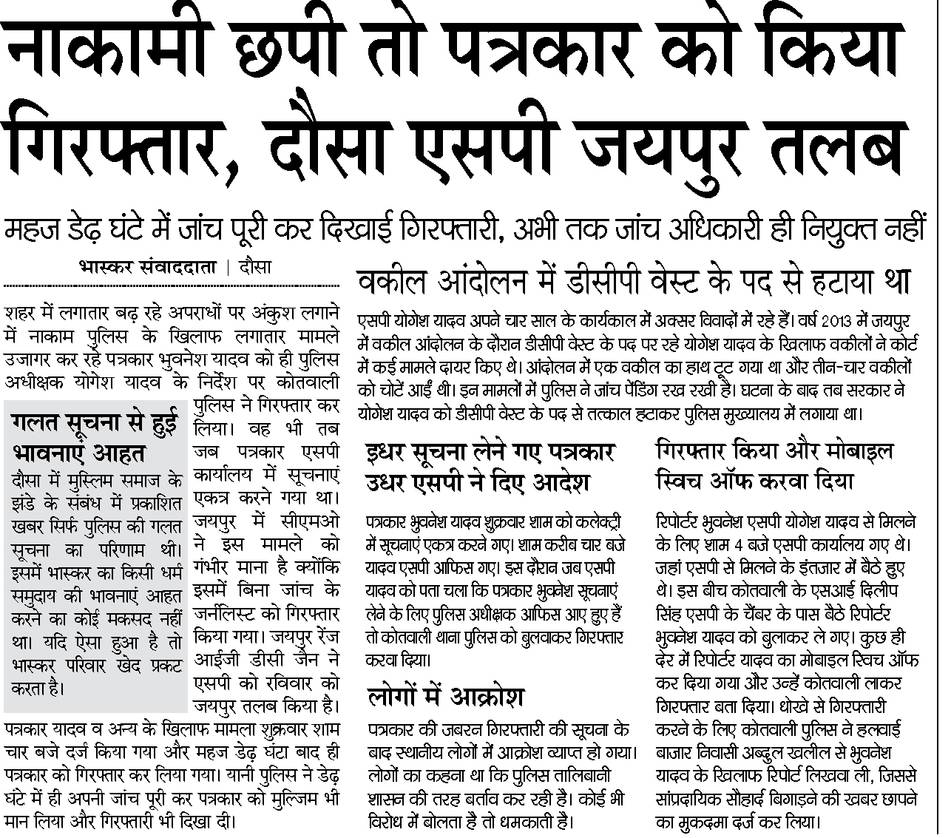 नाकामी छपी तो पत्रकार को किया
गिरफ्तार, दौसा एसपी जयपुर तलब
महज डेढ़ घंटे में जांच पूरी कर दिखाई गिरफ्तारी, अभी तक जांच अधिकारी ही नियुक्त नहीं
भास्कर संवाददाता | दौसा
शहर में लगातार बढ़ रहे अपराधों पर अंकुश लगाने
में नाकाम पुलिस के खिलाफ लगातार मामले
उजागर कर रहे पत्रकार भुवनेश यादव को ही पुलिस
अधीक्षक योगेश यादव के निर्देश पर कोतवाली
पुलिस ने गिरफ्तार कर
लिया। वह भी तब
जब पत्रकार एसपी
कार्यालय में सूचनाएं
एकत्र करने गया था।
जयपुर में सीएमओ
ने इस मामले को
गंभीर माना है क्योंकि
इसमें बिना जांच के
जर्नलिस्ट को गिरफ्तार
किया गया। जयपुर रेंज
आईजी डीसी जैन ने
एसपी को रविवार को
जयपुर तलब किया है।
पत्रकार यादव व अन्य के खिलाफ मामला शुक्रवार शाम
चार बजे दर्ज किया गया और महज डेढ़ घंटा बाद ही
पत्रकार को गिरफ्तार कर लिया गया। यानी पुलिस ने डेढ़
घंटे में ही अपनी जांच पूरी कर पत्रकार को मुल्जिम भी
मान लिया और गिरफ्तारी भी दिखा दी।
गलत सूचना से हुई
भावनाएं आहत
दौसा में मुस्लिम समाज के
झंडे के संबंध में प्रकाशित
खबर सिर्फ पुलिस की गलत
सूचना का परिणाम थी।
इसमें भास्कर का किसी धर्म
समुदाय की भावनाएं आहत
करने का कोई मकसद नहीं
था। यदि ऐसा हुआ है तो
भास्कर परिवार खेद प्रकट
करता है।
वकील आंदोलन में डीसीपी वेस्ट के पद से हटाया था
एसपी योगेश यादव अपने चार साल के कार्यकाल में अक्सर विवादों में रहे हैं। वर्ष 2013 में जयपुर
में वकील आंदोलन के दौरान डीसीपी वेस्ट के पद पर रहे योगेश यादव के खिलाफ वकीलों ने कोर्ट
में कई मामले दायर किए थे। आंदोलन में एक वकील का हाथ टूट गया था और तीन-चार वकीलों
को चोटें आईं थी। इन मामलों में पुलिस ने जांच पेंडिंग रख रखी है। घटना के बाद तब सरकार ने
योगेश यादव को डीसीपी वेस्ट के पद से तत्काल हटाकर पुलिस मुख्यालय में लगाया था।
इधर सूचना लेने गए पत्रकार
उधर एसपी ने दिए आदेश
पत्रकार भुवनेश यादव शुक्रवार शाम को कलेक्ट्री
में सूचनाएं एकत्र करने गए। शाम करीब चार बजे
यादव एसपी आफिस गए। इस दौरान जब एसपी
यादव को पता चला कि पत्रकार भुवनेश सूचनाएं
लेने के लिए पुलिस अधीक्षक आफिस आए हुए हैं
तो कोतवाली थाना पुलिस को बुलवाकर गिरफ्तार
करवा दिया।
लोगों में आक्रोश
पत्रकार की जबरन गिरफ्तारी की सूचना के
बाद स्थानीय लोगों में आक्रोश व्याप्त हो गया।
लोगों का कहना था कि पुलिस तालिबानी
शासन की तरह बर्ताव कर रही है। कोई भी
विरोध में बोलता है तो धमकाती है।
गिरफ्तार किया और मोबाइल
स्विच ऑफ करवा दिया
रिपोर्टर भुवनेश एसपी योगेश यादव से मिलने
के लिए शाम 4 बजे एसपी कार्यालय गए थे।
जहां एसपी से मिलने के इंतजार में बैठे हुए
थे। इस बीच कोतवाली के एसआई दिलीप
सिंह एसपी के चैंबर के पास बैठे रिपोर्टर
भुवनेश यादव को बुलाकर ले गए। कुछ ही
देर में रिपोर्टर यादव का मोबाइल स्विच ऑफ
कर दिया गया और उन्हें कोतवाली लाकर
गिरफ्तार बता दिया। धोखे से गिरफ्तारी
करने के लिए कोतवाली पुलिस ने हलवाई
बाजार निवासी अब्दुल खलील से भुवनेश
यादव के खिलाफ रिपोर्ट लिखवा ली, जिससे
सांप्रदायिक सौहार्द बिगाड़ने की खबर छापने
का मुकदमा दर्ज कर लिया।